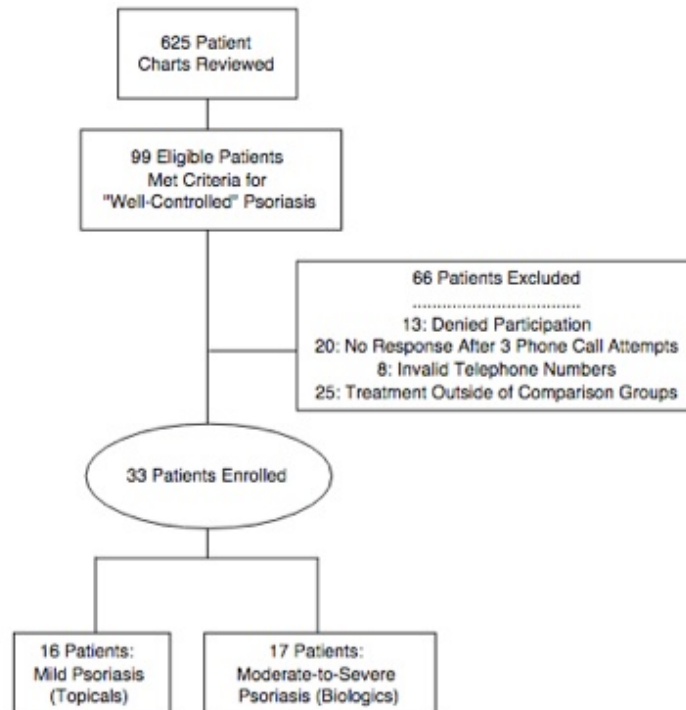 625 Patient
Charts Reviewed
99 Eligible Patients
Met Criteria for
"Well-Controlled" Psoriasis
66 Patients Excluded
....................................
13: Denied Participation
20: No Response After 3 Phone Call Attempts
8: Invalid Telephone Numbers
25: Treatment Outside of Comparison Groups
33 Patients Enrolled
16 Patients:
Mild Psoriasis
(Topicals)
17 Patients:
Moderate-to-Severe
Psoriasis (Biologics)